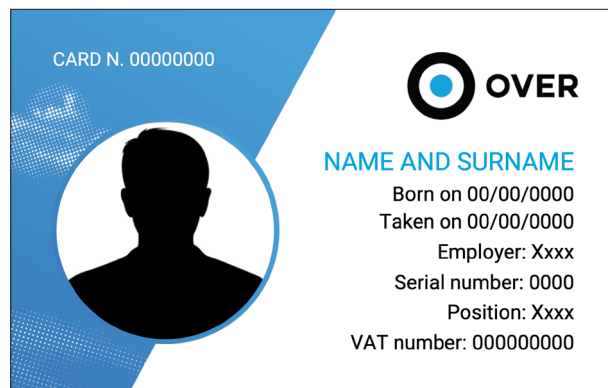 CARD N. 00000000
OVER
NAME AND SURNAME
Born on 00/00/0000
Taken on 00/00/0000
Employer: Xxxx
Serial number: 0000
Position: Xxxx
VAT number: 000000000